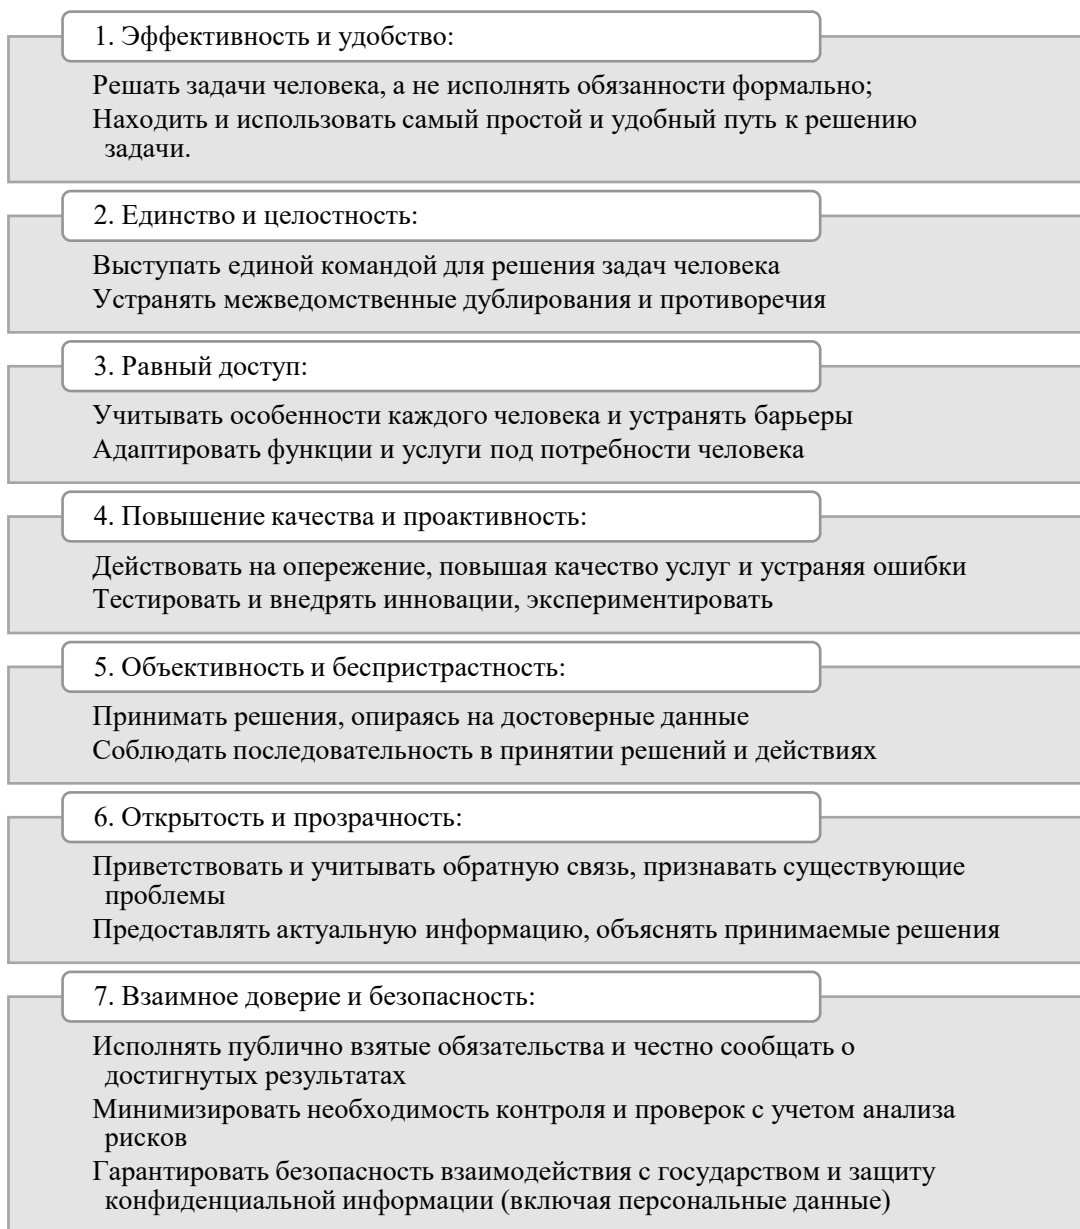 1. Эффективность и удобство:
Решать задачи человека, а не исполнять обязанности формально;
Находить и использовать самый простой и удобный путь к решению
задачи.
2. Единство и целостность:
Выступать единой командой для решения задач человека
Устранять межведомственные дублирования и противоречия
3. Равный доступ:
Учитывать особенности каждого человека и устранять барьеры
Адаптировать функции и услуги под потребности человека
4. Повышение качества и проактивность:
Действовать на опережение, повышая качество услуг и устраняя ошибки
Тестировать и внедрять инновации, экспериментировать
5. Объективность и беспристрастность:
Принимать решения, опираясь на достоверные данные
Соблюдать последовательность в принятии решений и действиях
6. Открытость и прозрачность:
Приветствовать и учитывать обратную связь, признавать существующие
проблемы
Предоставлять актуальную информацию, объяснять принимаемые решения
7. Взаимное доверие и безопасность:
Исполнять публично взятые обязательства и честно сообщать о
достигнутых результатах
Минимизировать необходимость контроля и проверок с учетом анализа
рисков
Гарантировать безопасность взаимодействия с государством и защиту
конфиденциальной информации (включая персональные данные)